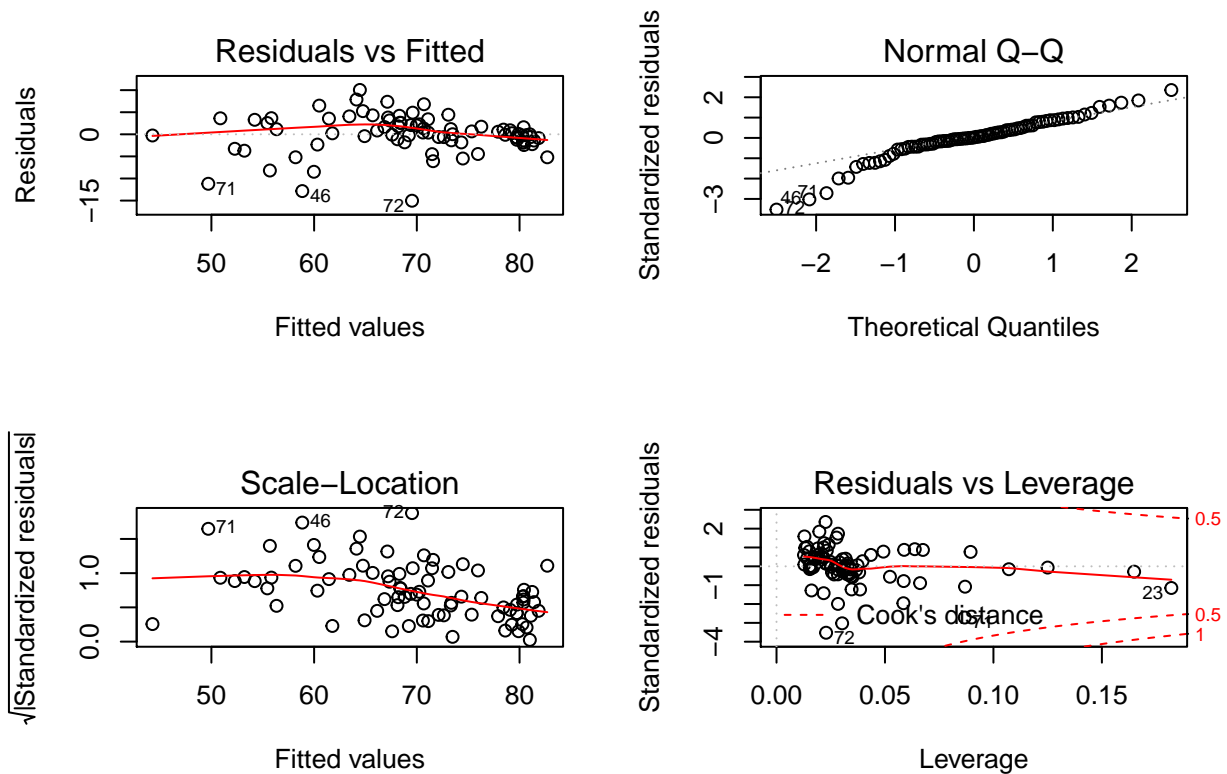 Residuals vs Fitted
Residuals
0
−15
50 60 70 80
Fitted values
71
46
72
Normal Q−Q
Standardized residuals
2
0
−3
−2 −1 0 1 2
Theoretical Quantiles
71
46
72
Scale−Location
√|Standardized residuals|
1.0
0.0
50 60 70 80
Fitted values
71
46
72
Residuals vs Leverage
Standardized residuals
2
−1
−4
0.00 0.05 0.10 0.15
Leverage
0.5
0.5
1
23
71
72
Cook's distance